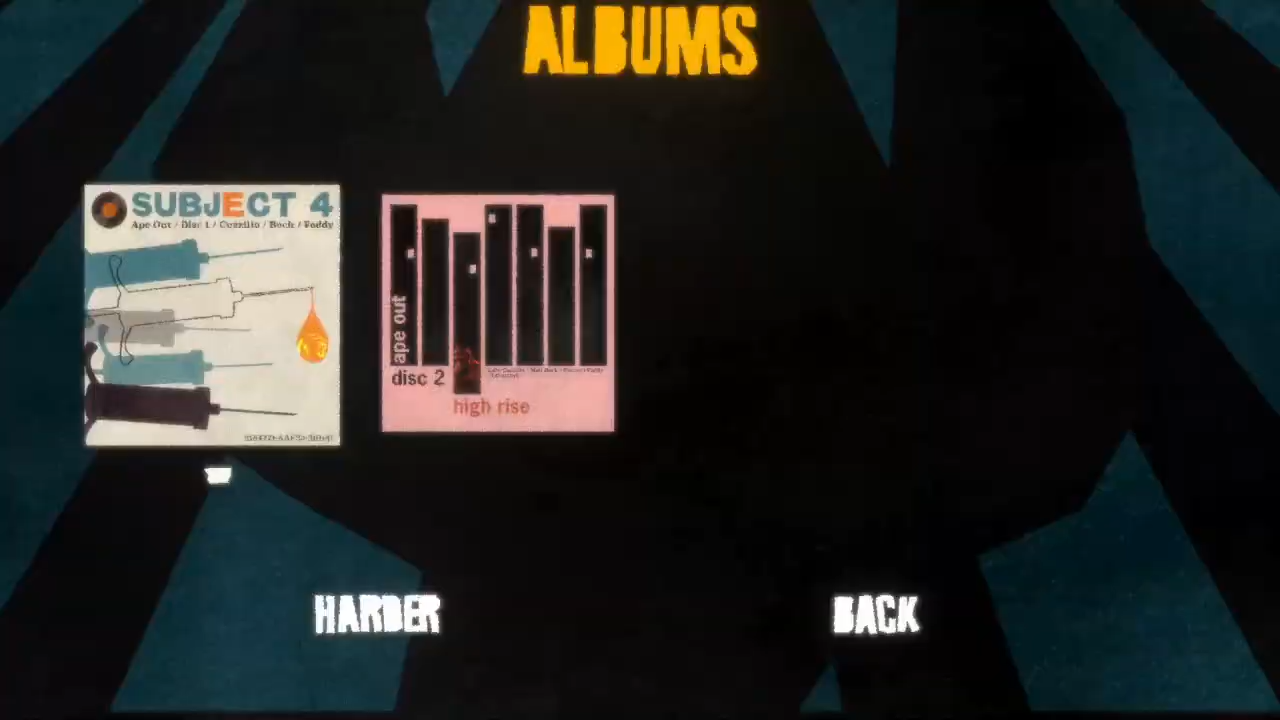 ALBUMS
SUBJECT 4
Ape Out / Disc 1 / Cuzzillo / Boch / Foddy
ape out
disc 2
high rise
HARDER
BACK